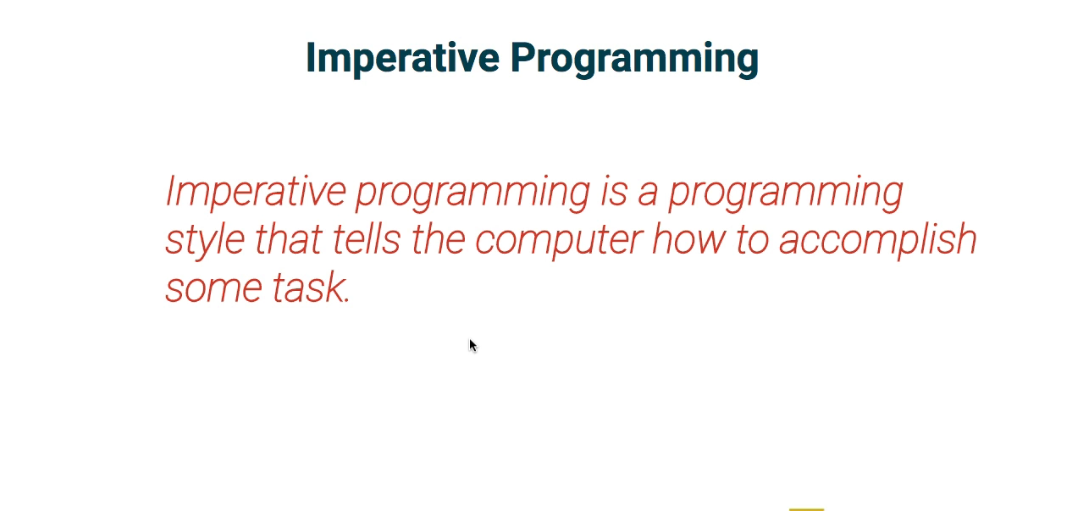 Imperative Programming
Imperative programming is a programming
style that tells the computer how to accomplish
some task.